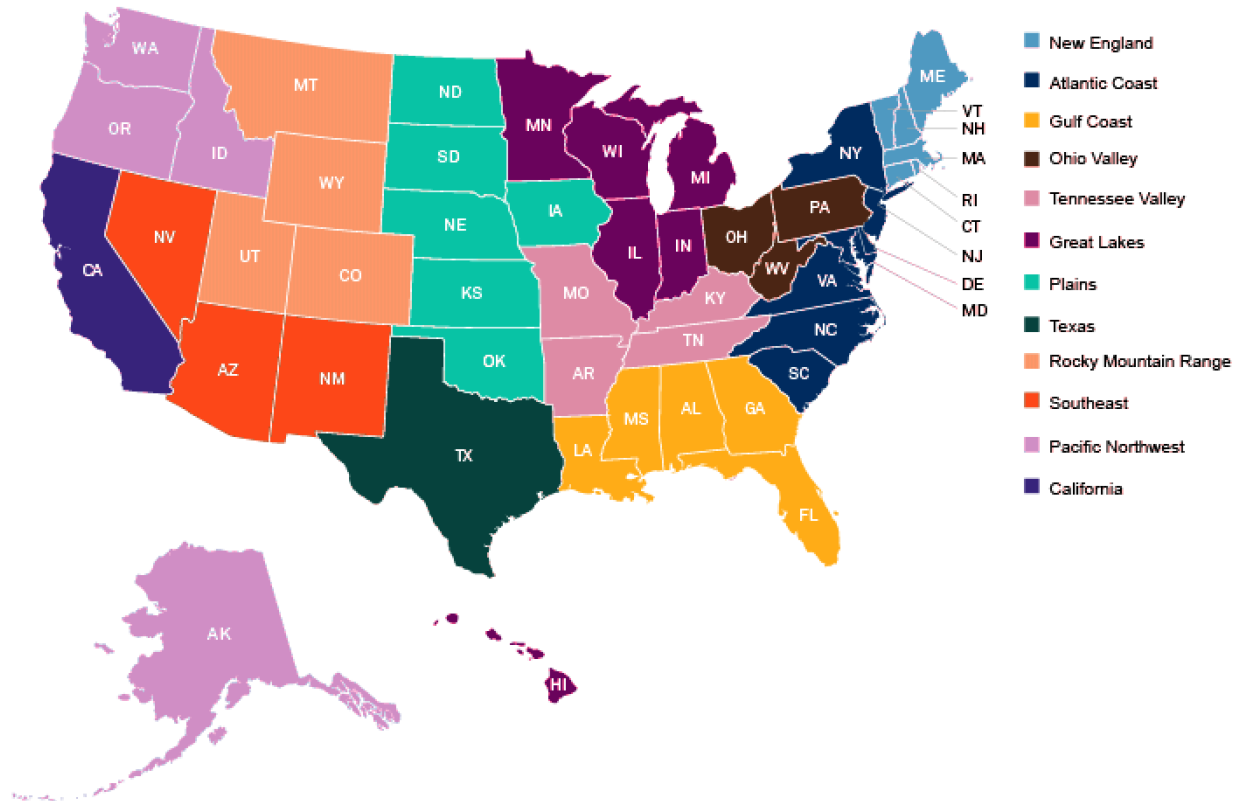 WA
MT
ND
MN
ME
OR
ID
SD
WI
MI
NY
VT
NH
MA
RI
CT
NJ
DE
MD
WY
NE
IA
PA
NV
UT
CO
IL
IN
OH
WV
VA
CA
KS
MO
KY
NC
AZ
NM
OK
AR
TN
SC
TX
LA
MS
AL
GA
FL
AK
HI
New England
Atlantic Coast
Gulf Coast
Ohio Valley
Tennessee Valley
Great Lakes
Plains
Texas
Rocky Mountain Range
Southeast
Pacific Northwest
California